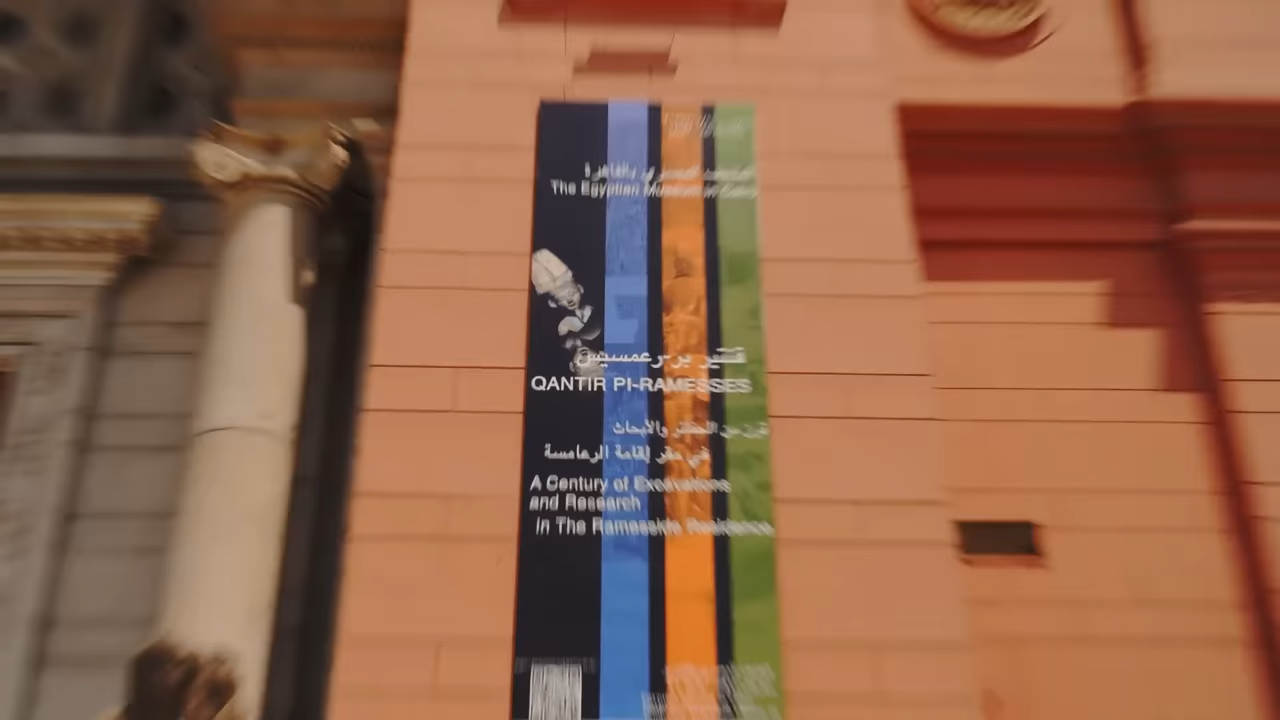 المتحف المصري بالقاهرة
The Egyptian Museum in Cairo
قنتير بر-رعمسيس
QANTIR PI-RAMESSES
قرن من الحفائر والأبحاث
في مقر إقامة الرعامسة
A Century of Excavations
and Research
in The Ramesside Residence